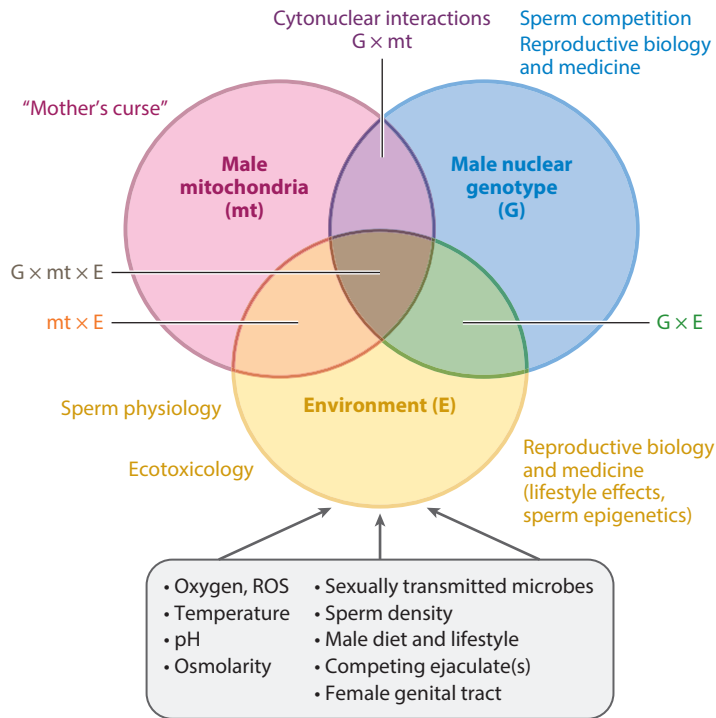 Cytonuclear interactions
G × mt
Sperm competition
Reproductive biology
and medicine
“Mother’s curse”
Male
mitochondria
(mt)
Male nuclear
genotype
(G)
G × mt × E
mt × E
G × E
Sperm physiology
Environment (E)
Ecotoxicology
Reproductive biology
and medicine
(lifestyle effects,
sperm epigenetics)
• Oxygen, ROS
• Temperature
• pH
• Osmolarity
• Sexually transmitted microbes
• Sperm density
• Male diet and lifestyle
• Competing ejaculate(s)
• Female genital tract